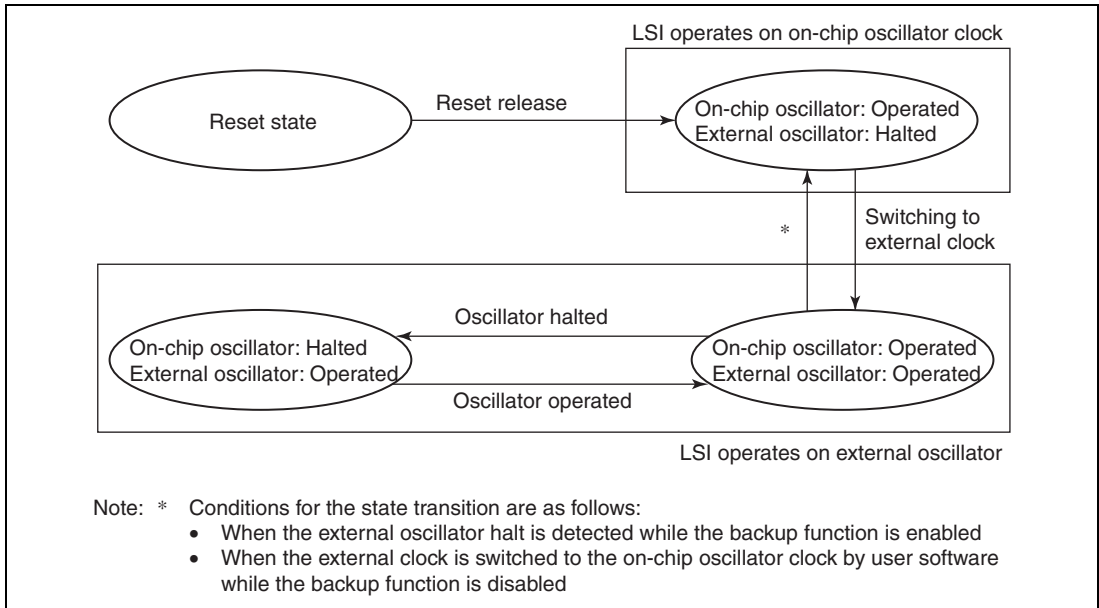 LSI operates on on-chip oscillator clock
Reset state
Reset release
On-chip oscillator: Operated
External oscillator: Halted
*
Switching to
external clock
Oscillator halted
On-chip oscillator: Halted
External oscillator: Operated
On-chip oscillator: Operated
External oscillator: Operated
Oscillator operated
LSI operates on external oscillator
Note: * Conditions for the state transition are as follows:
• When the external oscillator halt is detected while the backup function is enabled
• When the external clock is switched to the on-chip oscillator clock by user software
while the backup function is disabled